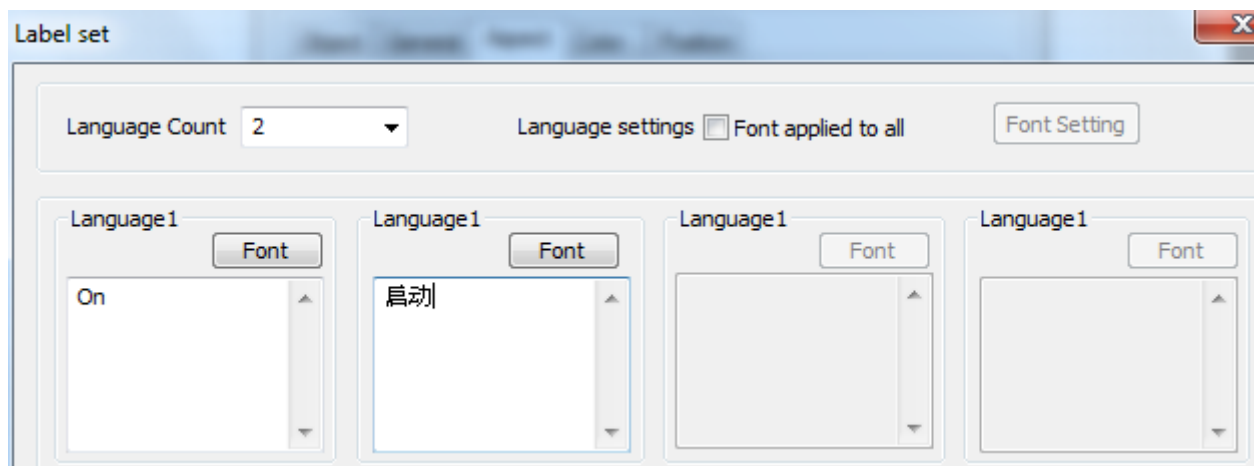 Label set
Language Count 2 Language settings Font applied to all Font Setting
Language1 Language1 Language1 Language1
Font Font Font Font
On 启动